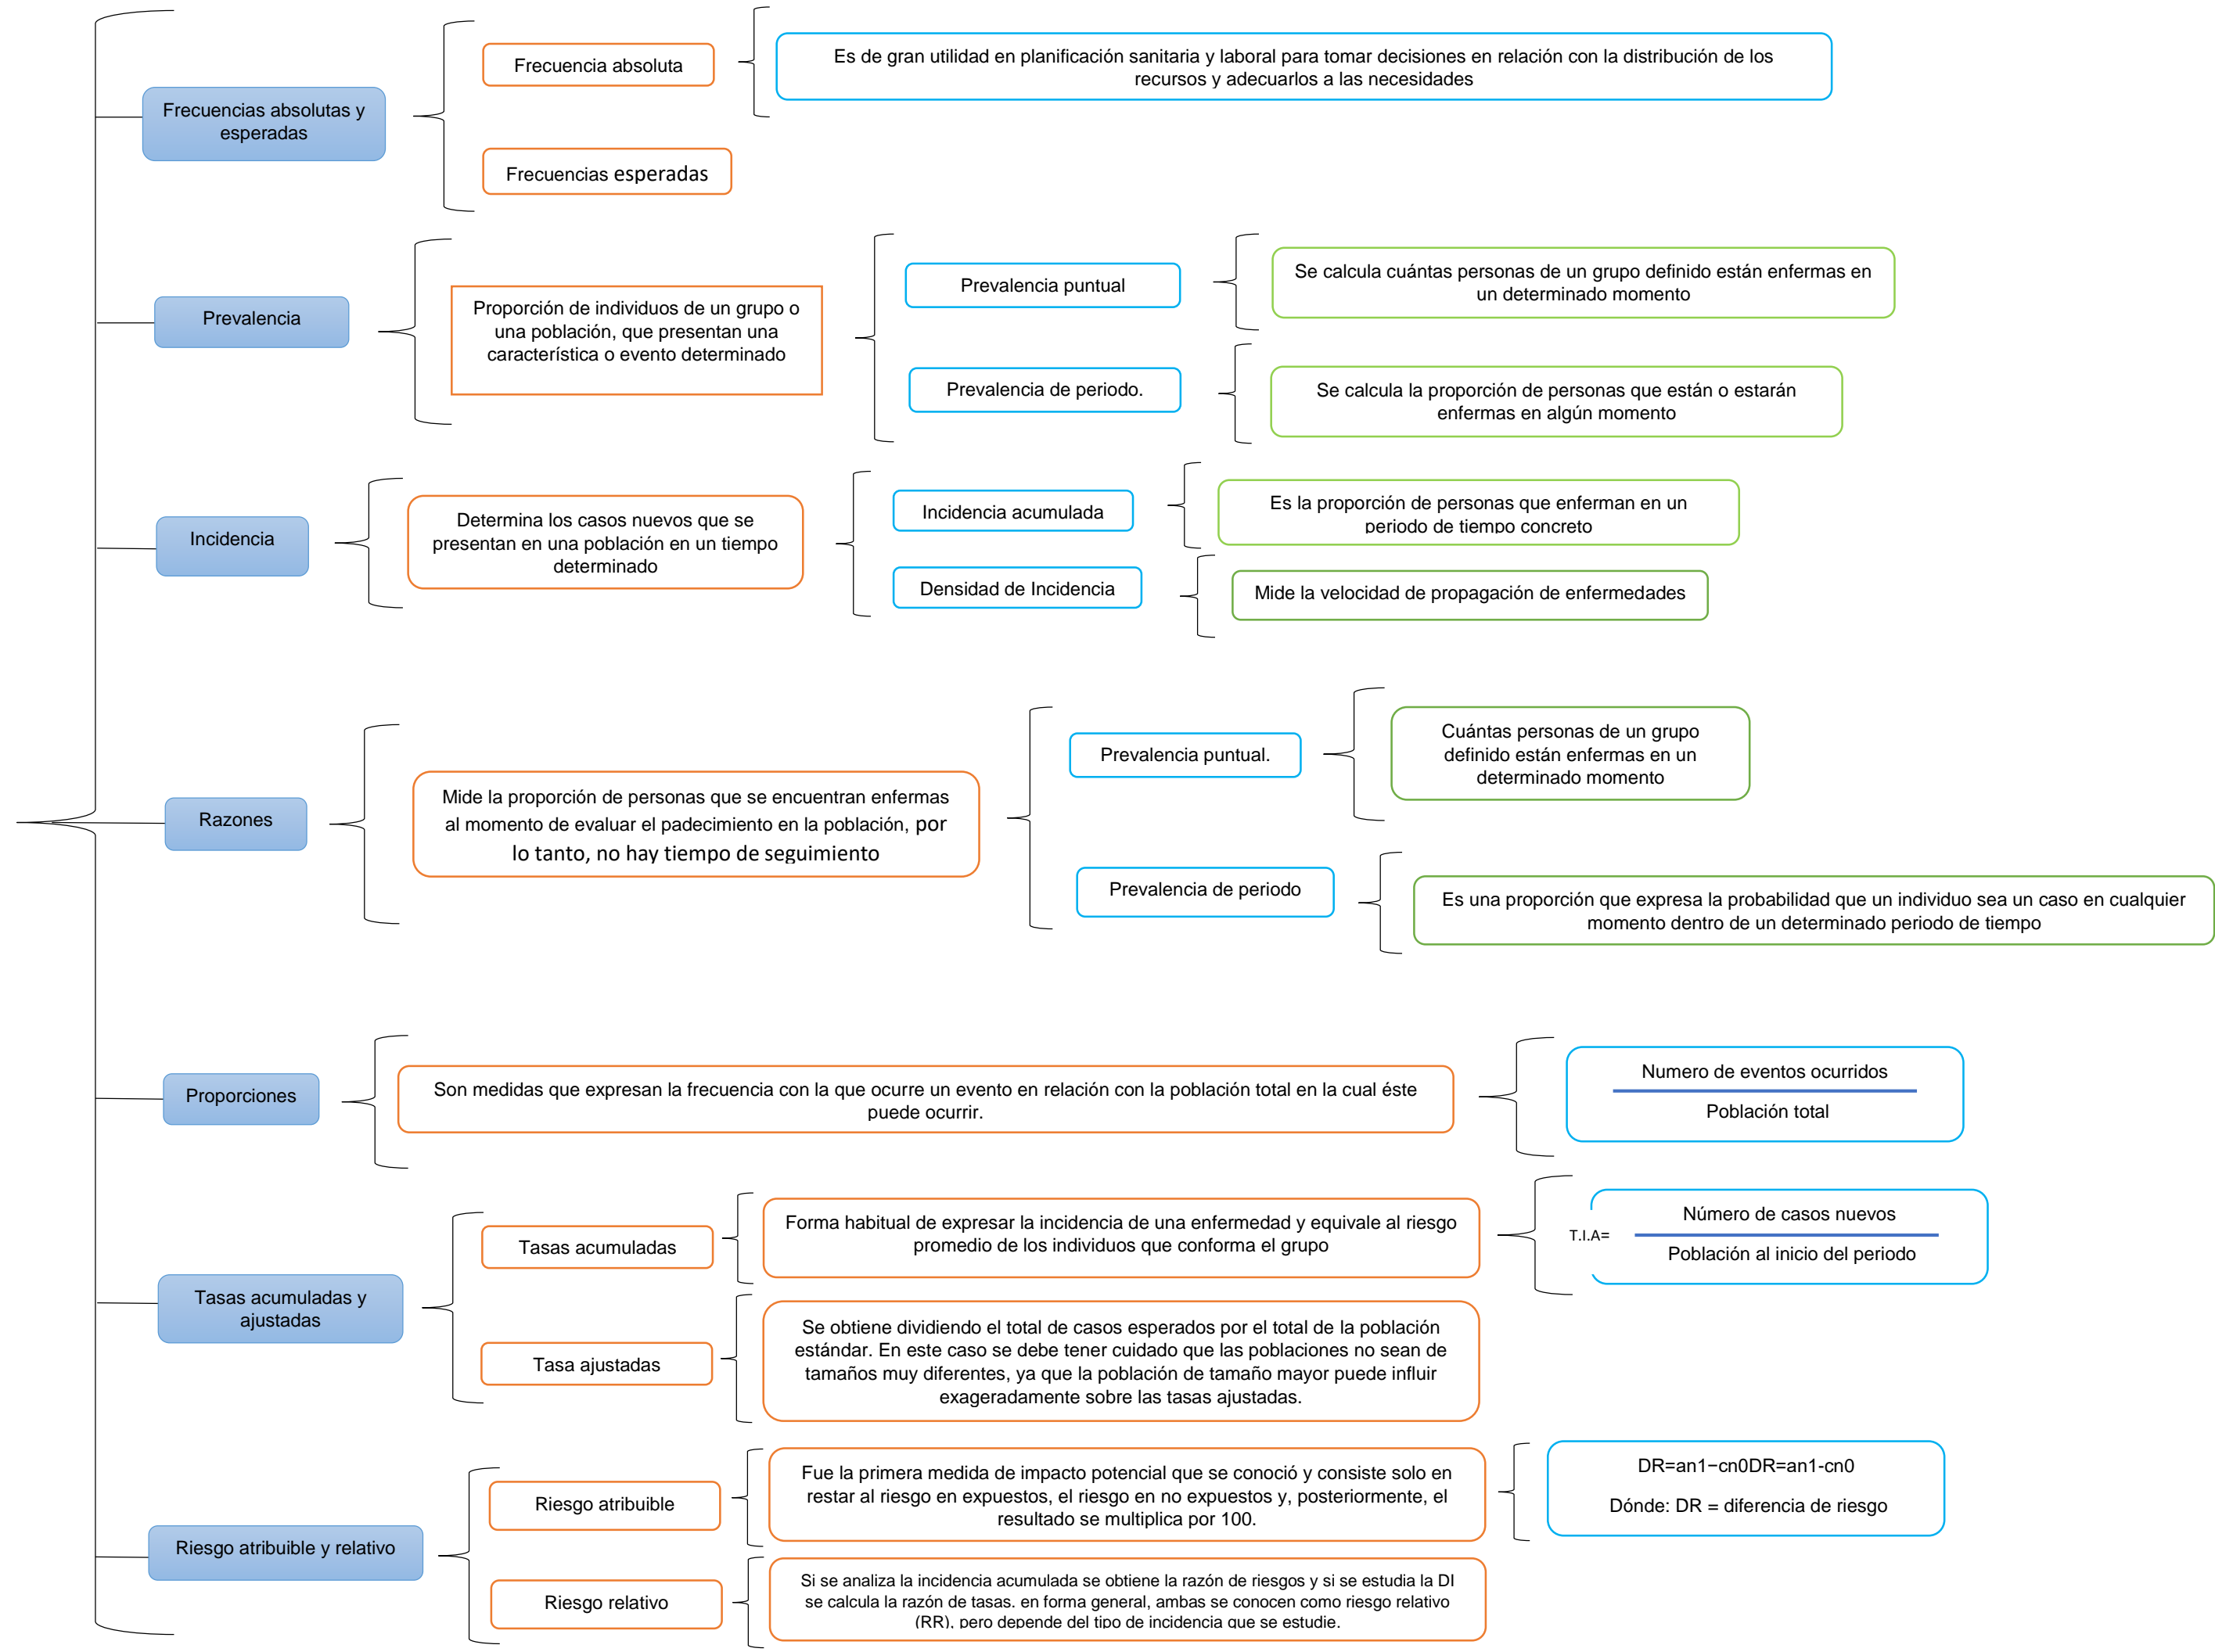 Frecuencias absolutas y
esperadas
Frecuencia absoluta
Es de gran utilidad en planificación sanitaria y laboral para tomar decisiones en relación con la distribución de los
recursos y adecuarlos a las necesidades
Frecuencias esperadas
Prevalencia
Proporción de individuos de un grupo o
una población, que presentan una
característica o evento determinado
Prevalencia puntual
Se calcula cuántas personas de un grupo definido están enfermas en
un determinado momento
Prevalencia de periodo.
Se calcula la proporción de personas que están o estarán
enfermas en algún momento
Incidencia
Determina los casos nuevos que se
presentan en una población en un tiempo
determinado
Incidencia acumulada
Es la proporción de personas que enferman en un
periodo de tiempo concreto
Densidad de Incidencia
Mide la velocidad de propagación de enfermedades
Razones
Mide la proporción de personas que se encuentran enfermas
al momento de evaluar el padecimiento en la población, por
lo tanto, no hay tiempo de seguimiento
Prevalencia puntual.
Cuántas personas de un grupo
definido están enfermas en un
determinado momento
Prevalencia de periodo
Es una proporción que expresa la probabilidad que un individuo sea un caso en cualquier
momento dentro de un determinado periodo de tiempo
Proporciones
Son medidas que expresan la frecuencia con la que ocurre un evento en relación con la población total en la cual éste
puede ocurrir.
Numero de eventos ocurridos
Población total
Tasas acumuladas y
ajustadas
Tasas acumuladas
Forma habitual de expresar la incidencia de una enfermedad y equivale al riesgo
promedio de los individuos que conforma el grupo
T.I.A=
Número de casos nuevos
Población al inicio del periodo
Tasa ajustadas
Se obtiene dividiendo el total de casos esperados por el total de la población
estándar. En este caso se debe tener cuidado que las poblaciones no sean de
tamaños muy diferentes, ya que la población de tamaño mayor puede influir
exageradamente sobre las tasas ajustadas.
Riesgo atribuible y relativo
Riesgo atribuible
Fue la primera medida de impacto potencial que se conoció y consiste solo en
restar al riesgo en expuestos, el riesgo en no expuestos y, posteriormente, el
resultado se multiplica por 100.
DR=an1−cn0DR=an1-cn0
Dónde: DR = diferencia de riesgo
Riesgo relativo
Si se analiza la incidencia acumulada se obtiene la razón de riesgos y si se estudia la DI
se calcula la razón de tasas. en forma general, ambas se conocen como riesgo relativo
(RR), pero depende del tipo de incidencia que se estudie.